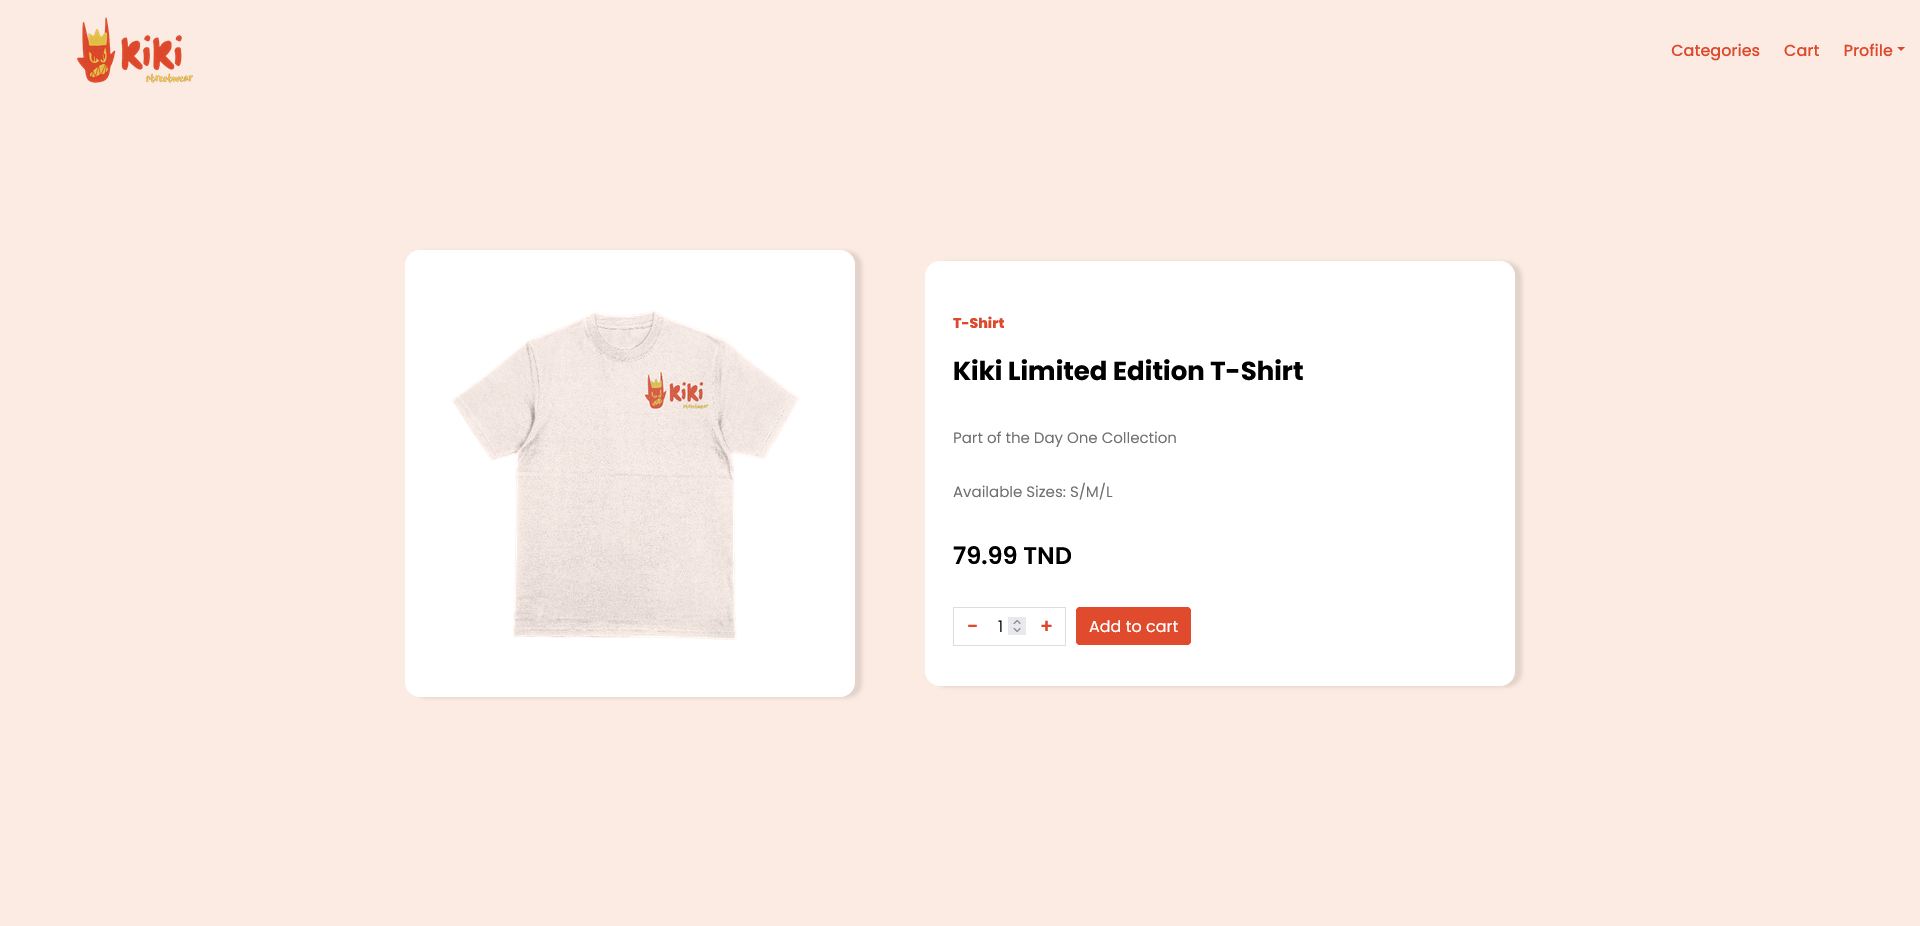 Kiki
streetwear
Categories
Cart
Profile
Kiki
streetwear
T-Shirt
Kiki Limited Edition T-Shirt
Part of the Day One Collection
Available Sizes: S/M/L
79.99 TND
- 1 +
Add to cart